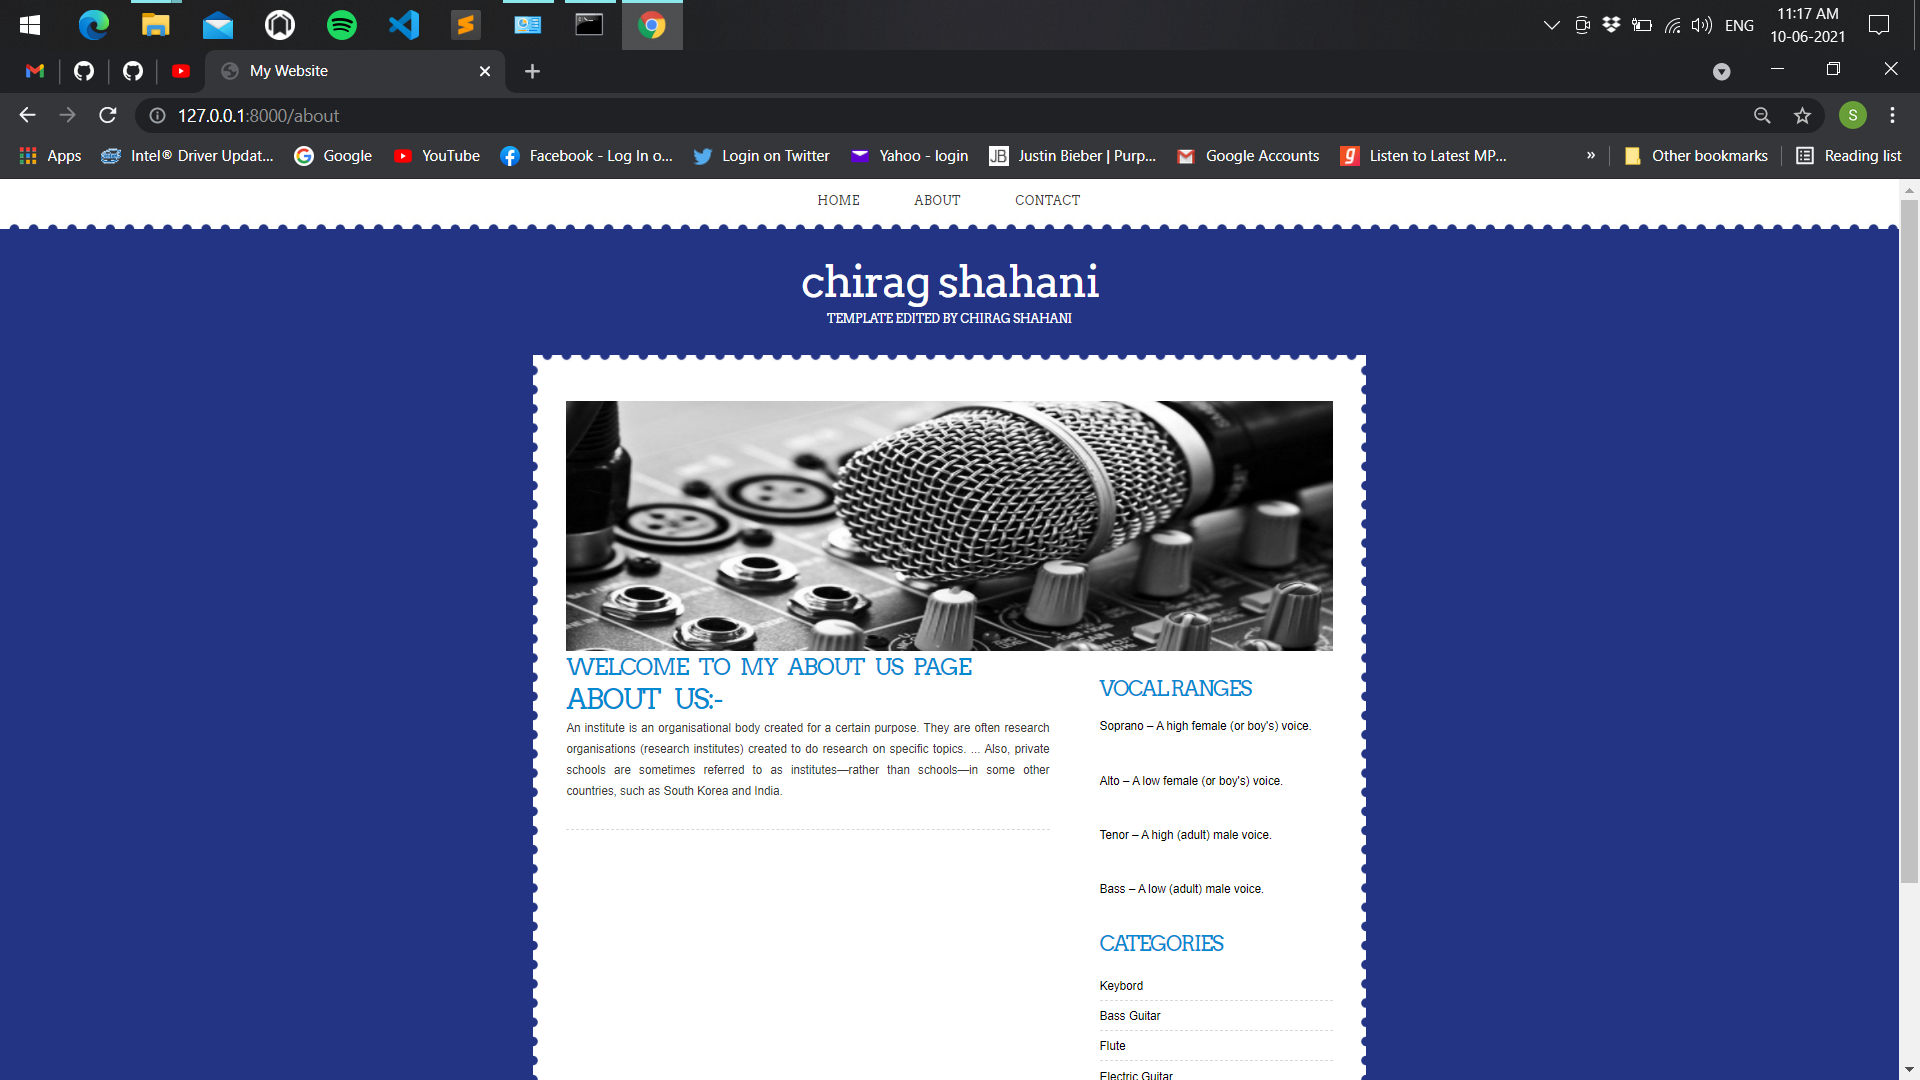 ENG
11:17 AM
10-06-2021
My Website
127.0.0.1:8000/about
S
Apps
Intel® Driver Updat...
Google
YouTube
Facebook - Log In o...
Login on Twitter
Yahoo - login
JB
Justin Bieber | Purp...
Google Accounts
Listen to Latest MP...
»
Other bookmarks
Reading list
HOME
ABOUT
CONTACT
chirag shahani
TEMPLATE EDITED BY CHIRAG SHAHANI
WELCOME TO MY ABOUT US PAGE
ABOUT US:-
An institute is an organisational body created for a certain purpose. They are often research
organisations (research institutes) created to do research on specific topics. ... Also, private
schools are sometimes referred to as institutes—rather than schools—in some other
countries, such as South Korea and India.
VOCAL RANGES
Soprano – A high female (or boy's) voice.
Alto – A low female (or boy's) voice.
Tenor – A high (adult) male voice.
Bass – A low (adult) male voice.
CATEGORIES
Keybord
Bass Guitar
Flute
Electric Guitar